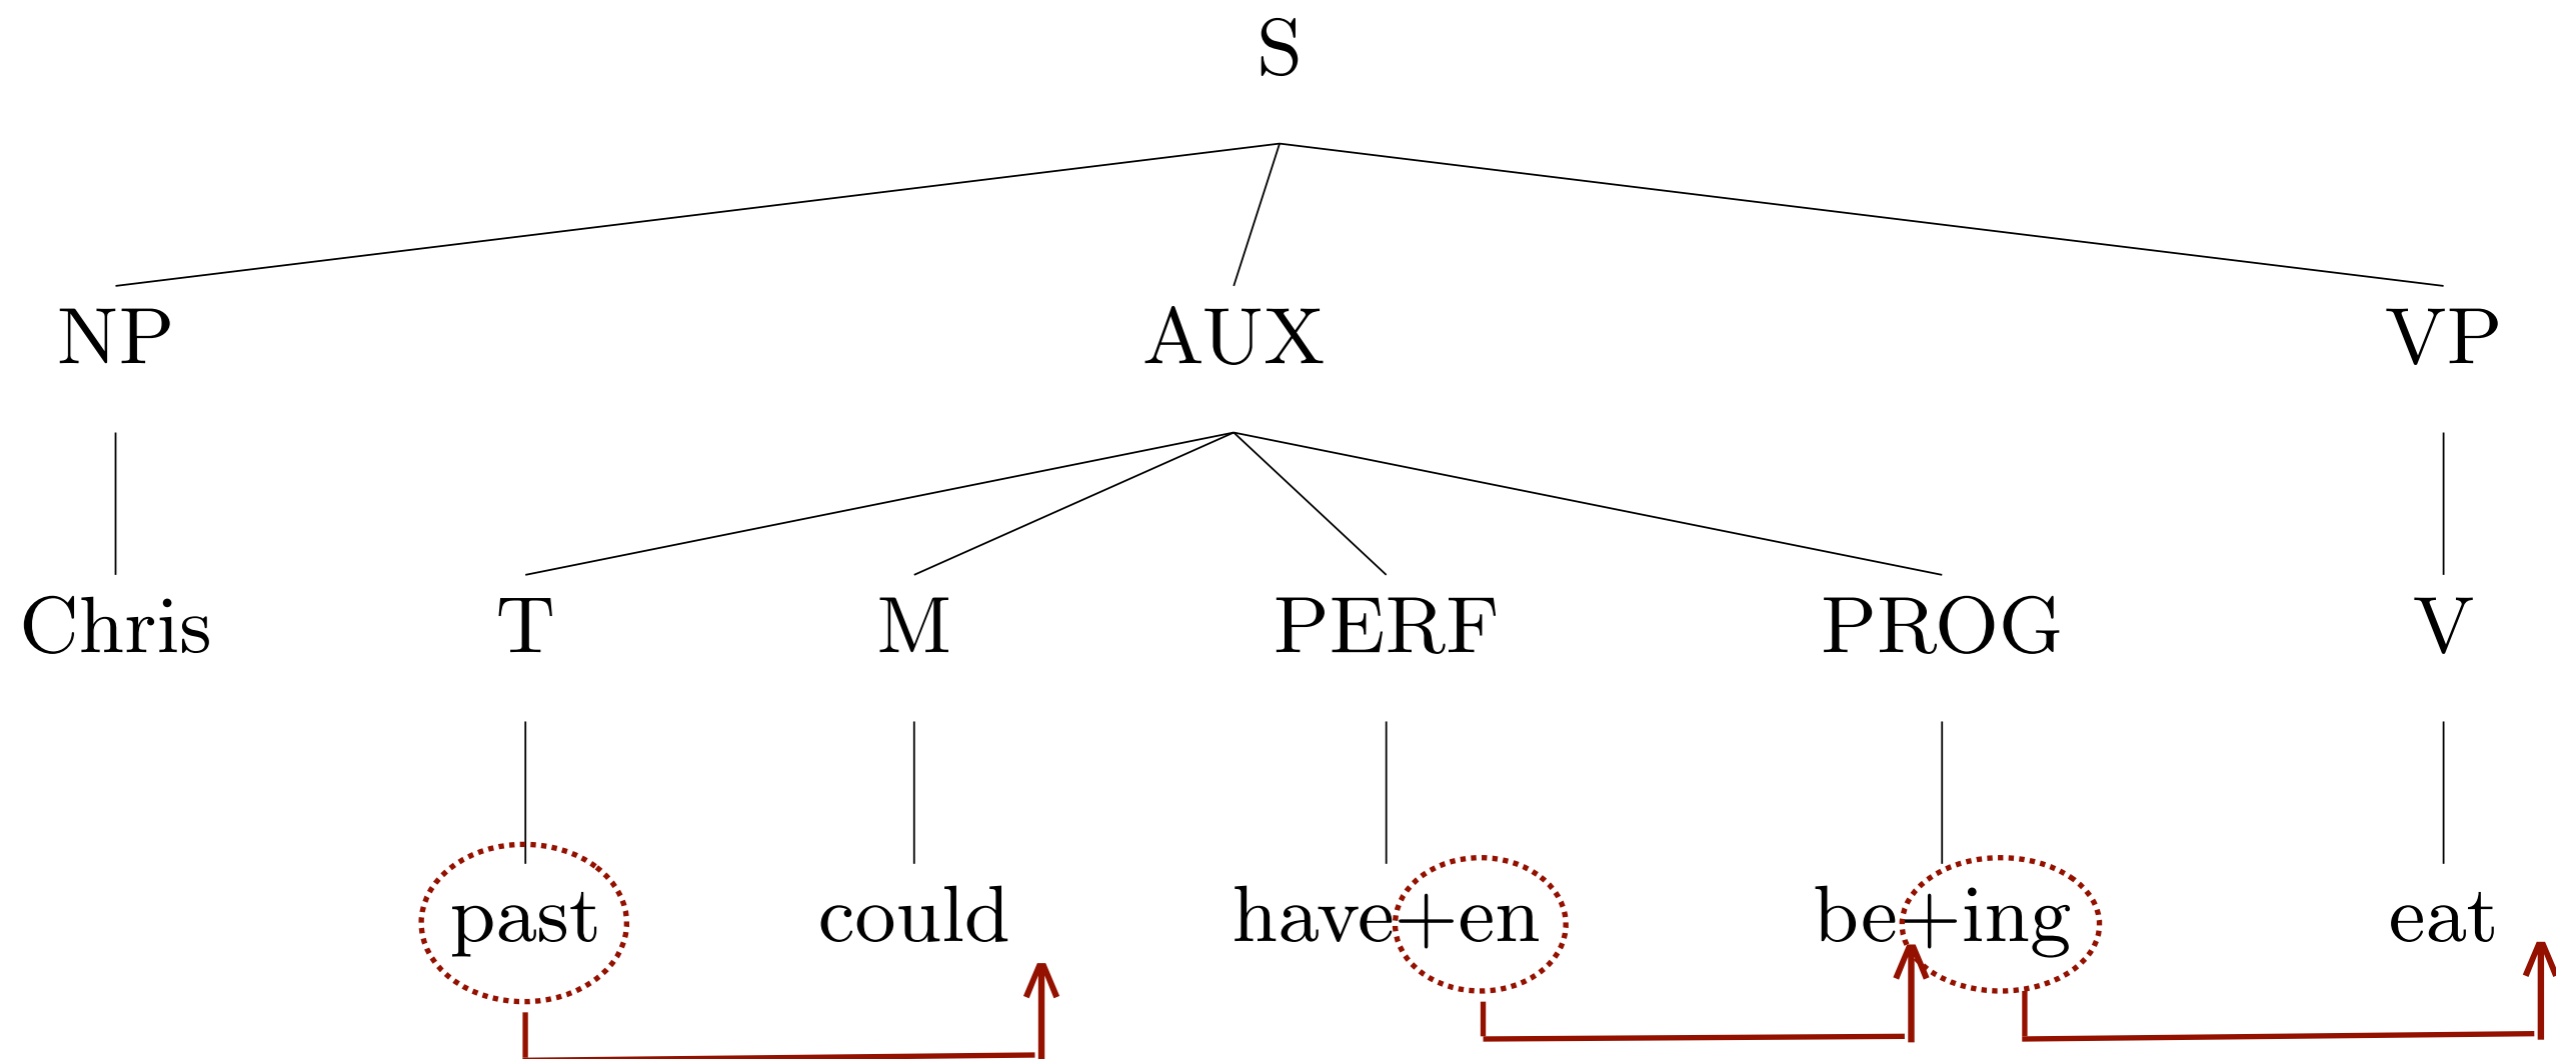 S
NP AUX VP
Chris T M PERF PROG V
past could have+en be+ing eat